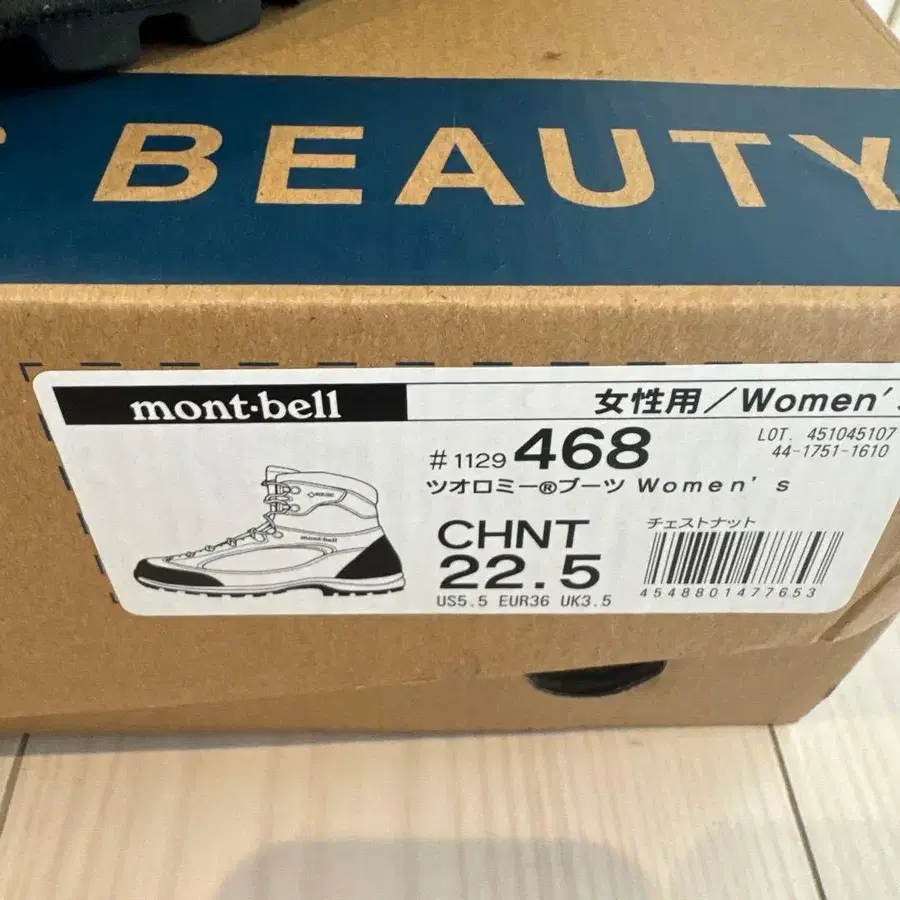 BEAUTY
mont·bell 女性用/Women's
#1129 468
LOT. 451045107
44-1751-1610
ツオロミー®ブーツ Women's
CHNT
チェストナット
22.5
US5.5 EUR36 UK3.5
4548801477653
mont-bell